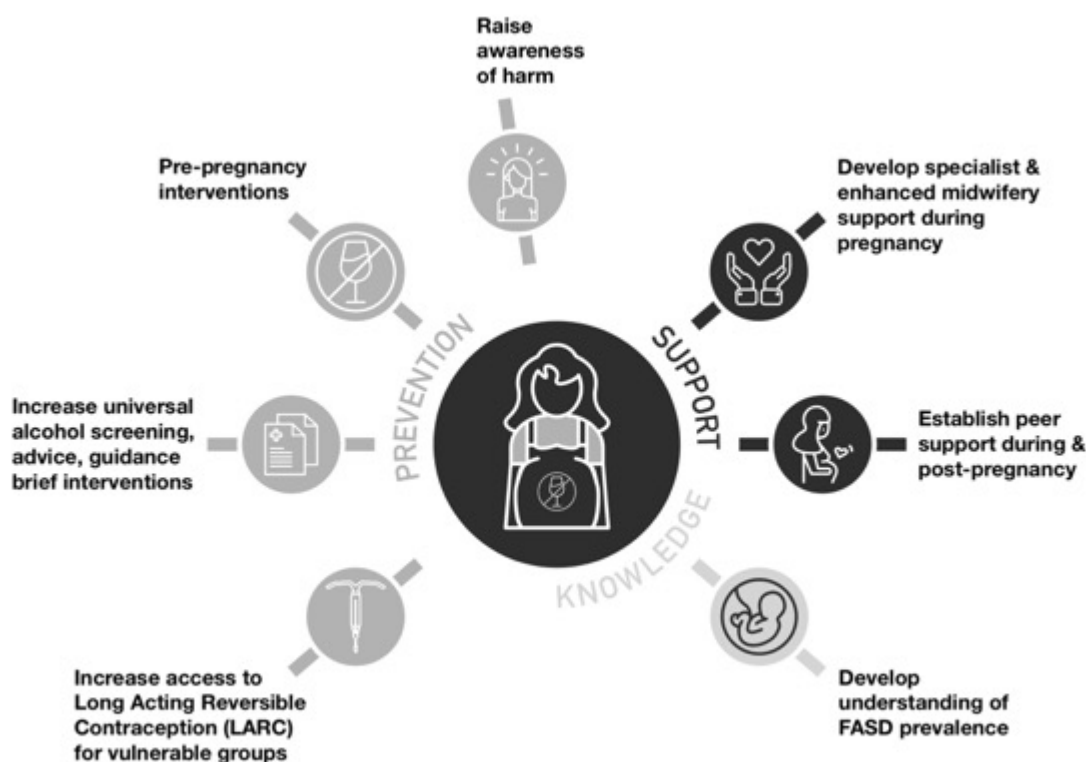 Raise
awareness
of harm
Pre-pregnancy
interventions
Develop specialist &
enhanced midwifery
support during
pregnancy
PREVENTION
SUPPORT
Increase universal
alcohol screening,
advice, guidance
brief interventions
Establish peer
support during &
post-pregnancy
KNOWLEDGE
Increase access to
Long Acting Reversible
Contraception (LARC)
for vulnerable groups
Develop
understanding of
FASD prevalence